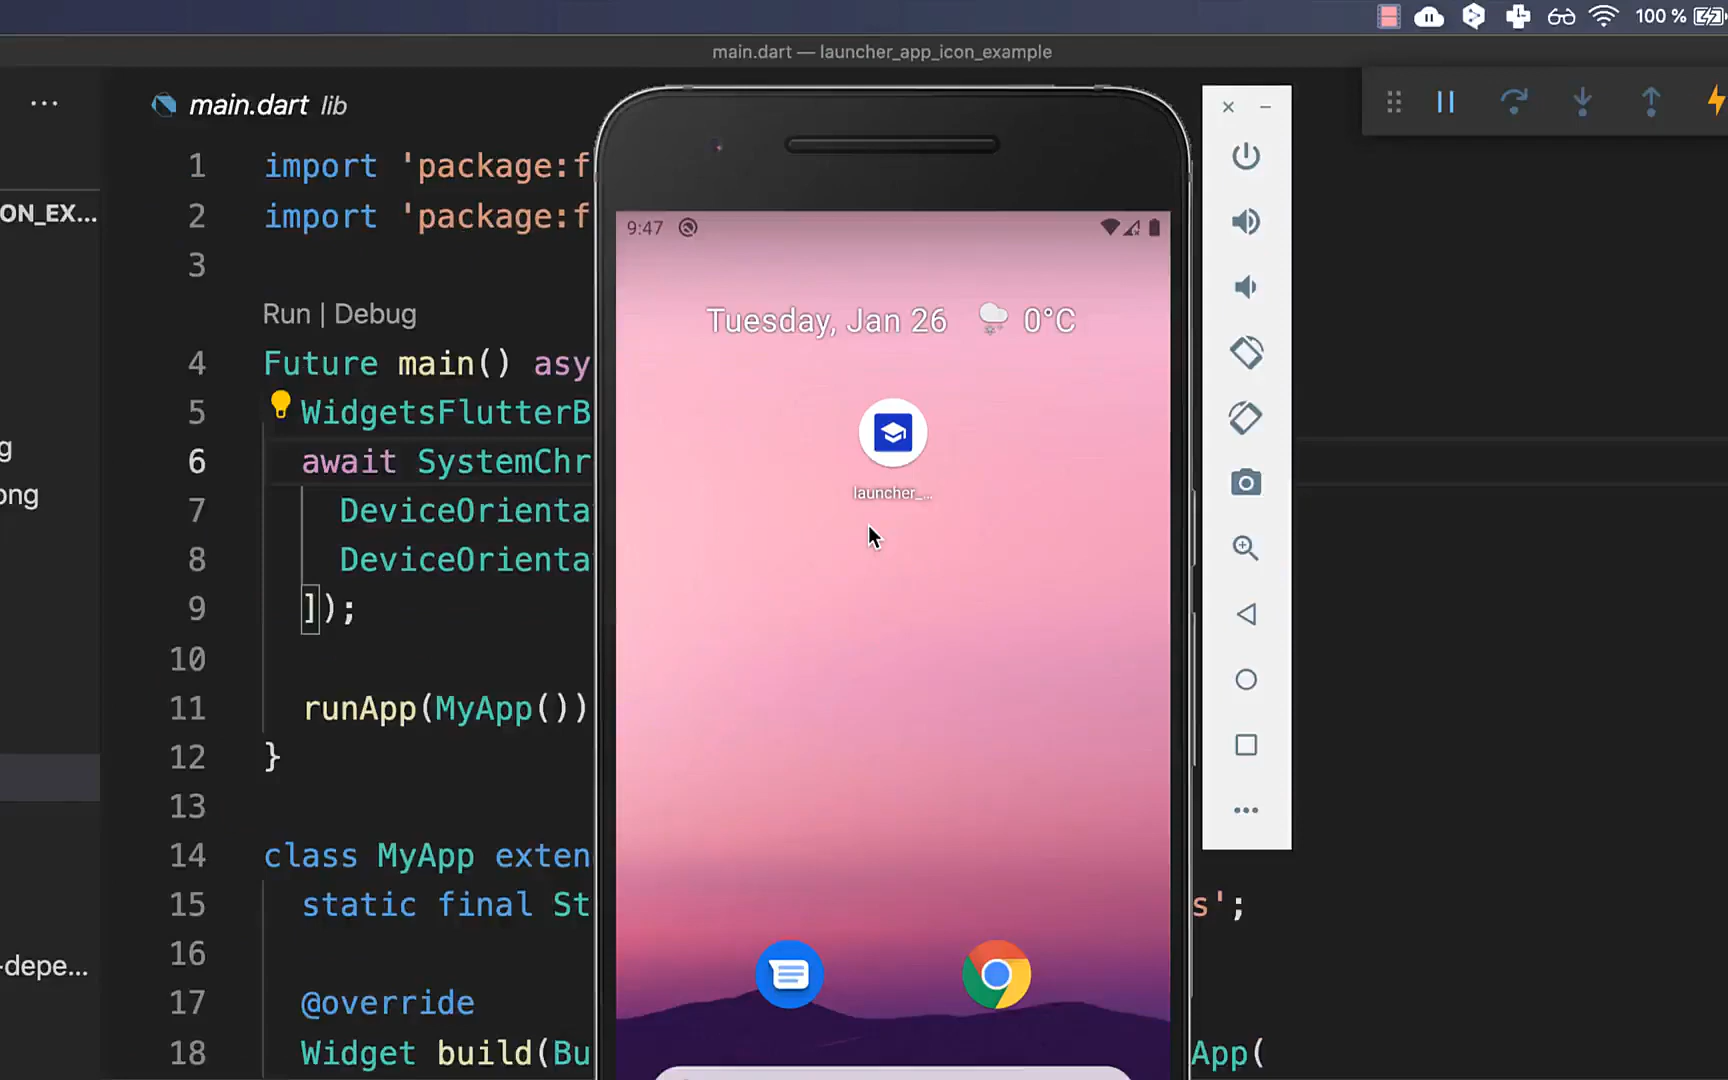 100 %
main.dart — launcher_app_icon_example
...
main.dart lib
1 import 'package:f
ON_EX...
2 import 'package:f
3
Run | Debug
4 Future main() asy
5 WidgetsFlutterB
6 await SystemChr
7 DeviceOrienta
8 DeviceOrienta
9 ]);
10
11 runApp(MyApp())
12 }
13
14 class MyApp exten
15 static final St s';
16
17 @override
18 Widget build(Bu App(
g
ong
-depe...
9:47
Tuesday, Jan 26 0°C
launcher_...